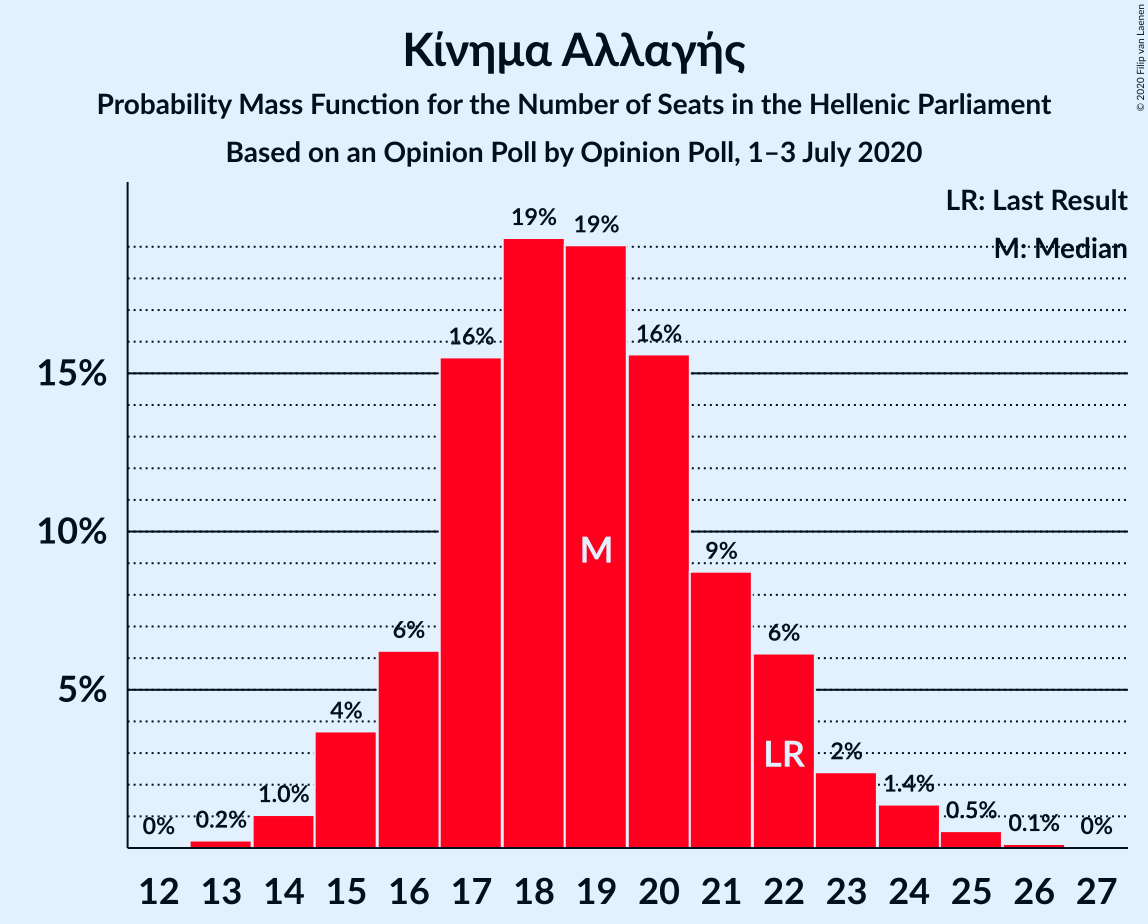 Κίνημα Αλλαγής
Probability Mass Function for the Number of Seats in the Hellenic Parliament
Based on an Opinion Poll by Opinion Poll, 1–3 July 2020
© 2020 Filip van Laenen
LR: Last Result
M: Median
15%
10%
5%
0%
0.2%
1.0%
4%
6%
16%
19%
19%
16%
9%
6%
2%
1.4%
0.5%
0.1%
0%
M
LR
12 13 14 15 16 17 18 19 20 21 22 23 24 25 26 27